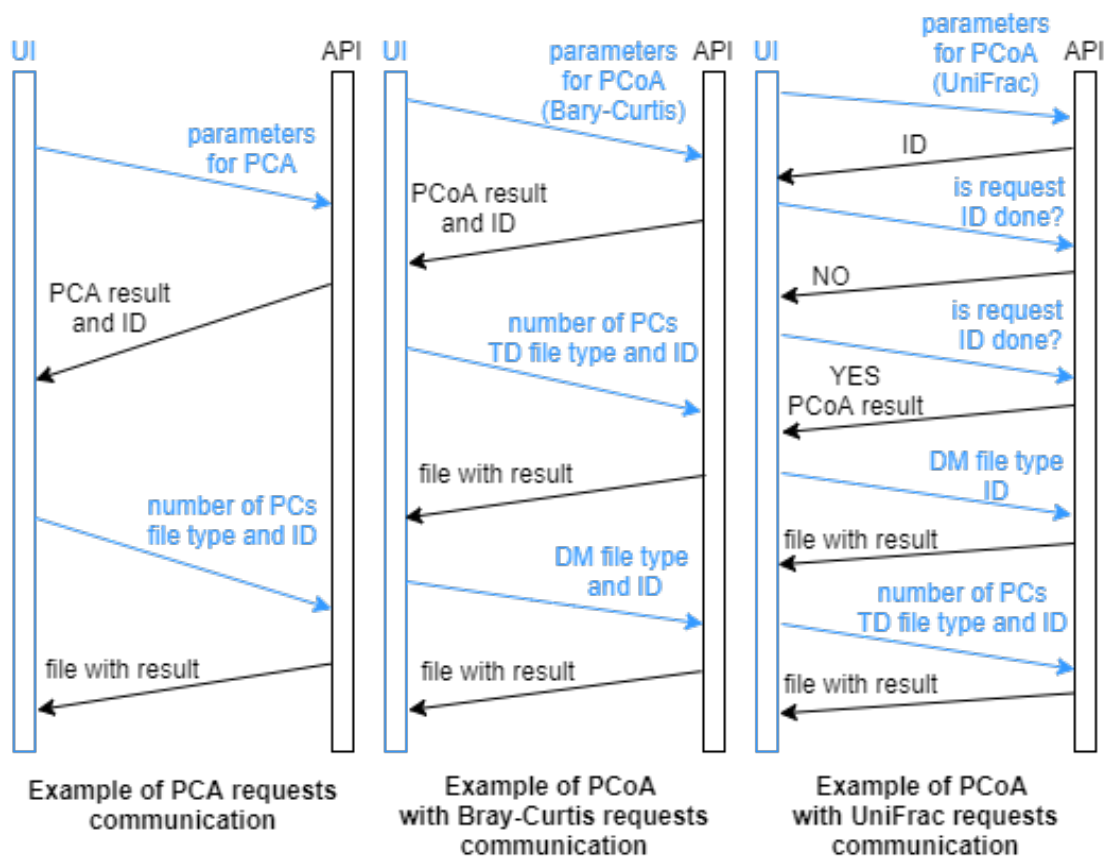 UI
API
parameters
for PCA
PCA result
and ID
number of PCs
file type and ID
file with result
Example of PCA requests
communication
UI
API
parameters
for PCoA
(Bary-Curtis)
PCoA result
and ID
number of PCs
TD file type and ID
file with result
DM file type
and ID
file with result
Example of PCoA
with Bray-Curtis requests
communication
UI
API
parameters
for PCoA
(UniFrac)
ID
is request
ID done?
NO
is request
ID done?
YES
PCoA result
DM file type
ID
file with result
number of PCs
TD file type and ID
file with result
Example of PCoA
with UniFrac requests
communication